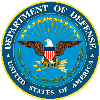 DEPARTMENT OF DEFENSE
UNITED STATES OF AMERICA